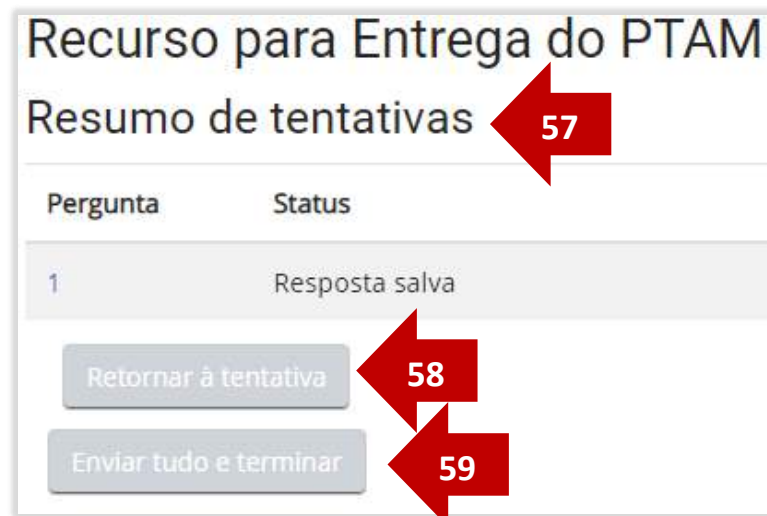 Recurso para Entrega do PTAM
Resumo de tentativas 57
Pergunta Status
1 Resposta salva
Retornar à tentativa 58
Enviar tudo e terminar 59